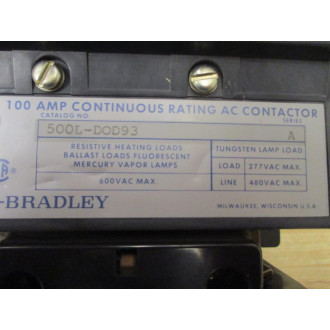 100 AMP CONTINUOUS RATING AC CONTACTOR
CATALOG NO. SERIES
500L-DOD93 A
RESISTIVE HEATING LOADS
BALLAST LOADS FLUORESCENT
MERCURY VAPOR LAMPS
600VAC MAX.
TUNGSTEN LAMP LOAD
LOAD 277VAC MAX.
LINE 480VAC MAX.
-BRADLEY
MILWAUKEE, WISCONSIN U.S.A.